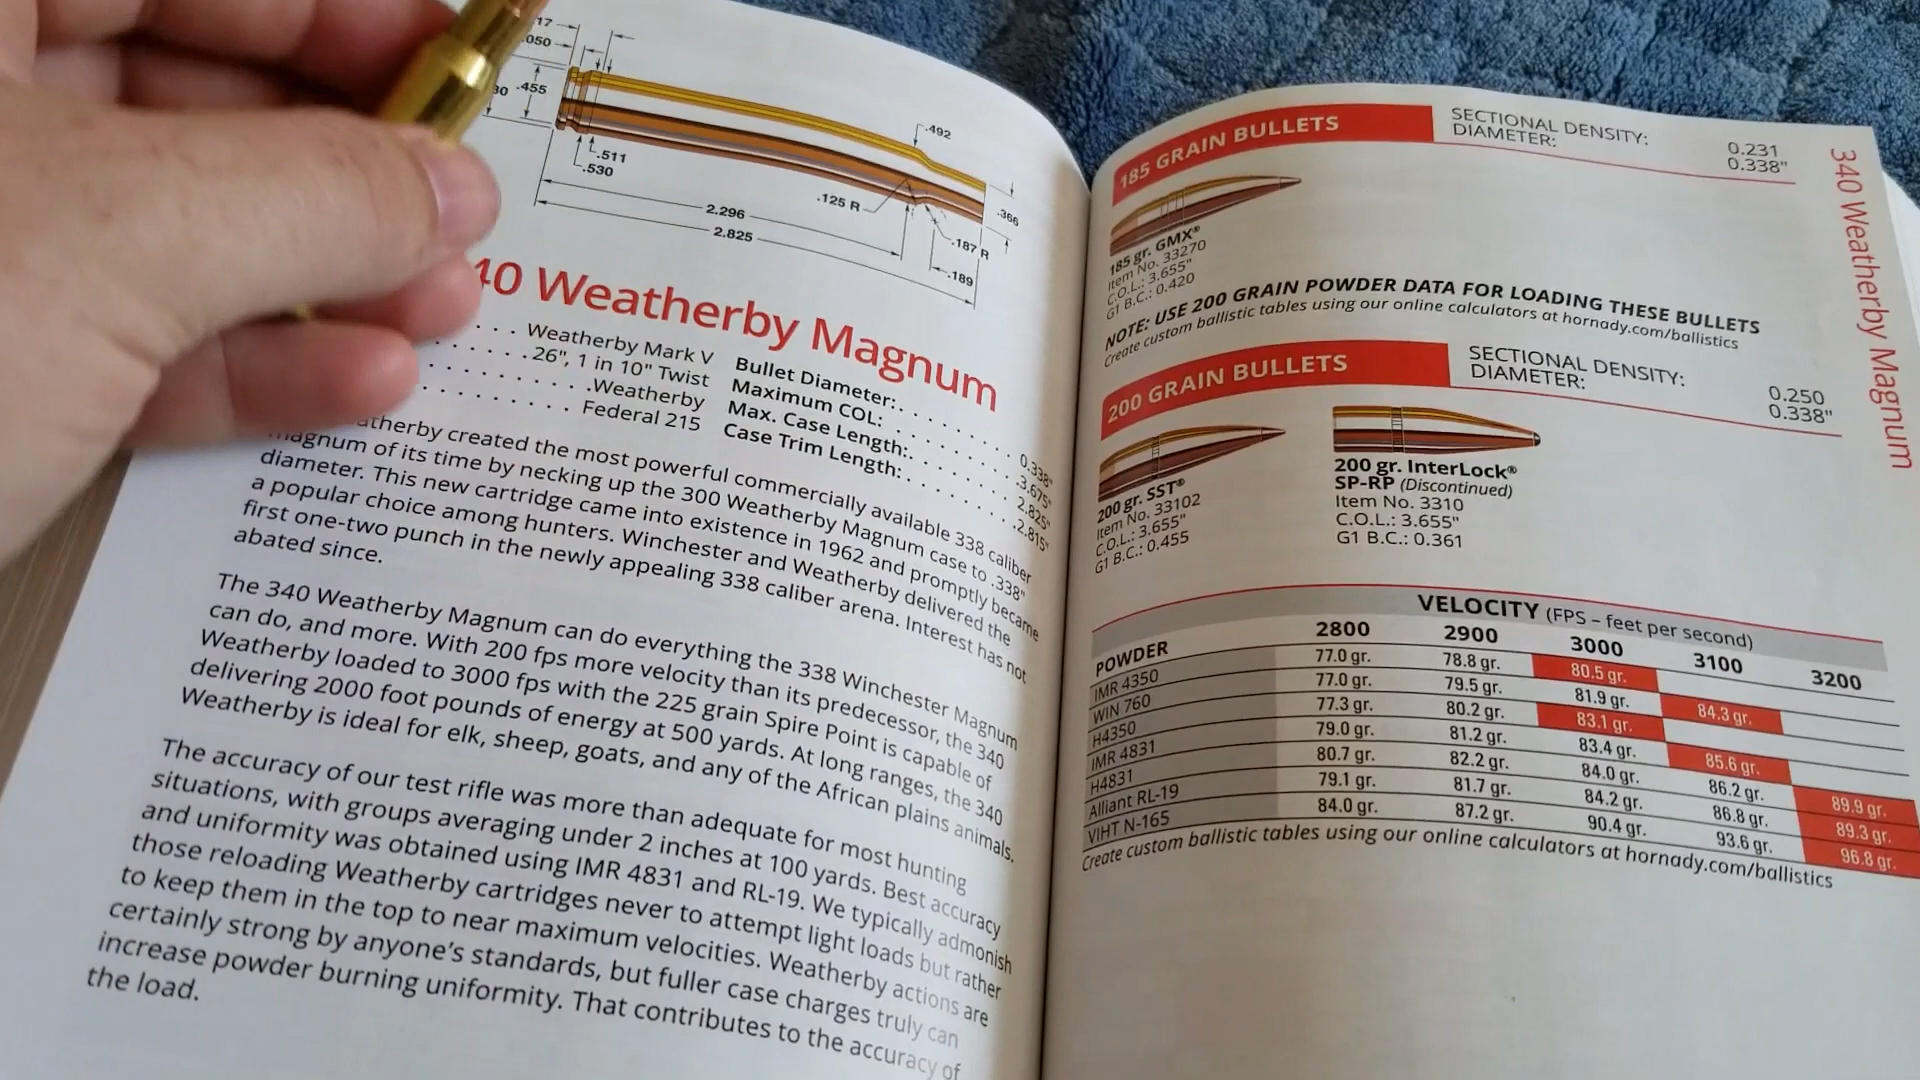 17
.050
.455
.492
.511
.530
.125 R
.366
2.296
2.825
.187 R
.189
40 Weatherby Magnum
Weatherby Mark V
26", 1 in 10" Twist
Weatherby
Federal 215
Bullet Diameter: 0.338"
Maximum COL: 3.675"
Max. Case Length: 2.825"
Case Trim Length: 2.815"
created the most powerful commercially available 338 caliber
magnum of its time by necking up the 300 Weatherby Magnum case to .338"
diameter. This new cartridge came into existence in 1962 and promptly became
a popular choice among hunters. Winchester and Weatherby delivered the
first one-two punch in the newly appealing 338 caliber arena. Interest has not
abated since.
The 340 Weatherby Magnum can do everything the 338 Winchester Magnum
can do, and more. With 200 fps more velocity than its predecessor, the 340
Weatherby loaded to 3000 fps with the 225 grain Spire Point is capable of
delivering 2000 foot pounds of energy at 500 yards. At long ranges, the 340
Weatherby is ideal for elk, sheep, goats, and any of the African plains animals.
The accuracy of our test rifle was more than adequate for most hunting
situations, with groups averaging under 2 inches at 100 yards. Best accuracy
and uniformity was obtained using IMR 4831 and RL-19. We typically admonish
those reloading Weatherby cartridges never to attempt light loads but rather
to keep them in the top to near maximum velocities. Weatherby actions are
certainly strong by anyone's standards, but fuller case charges truly can
increase powder burning uniformity. That contributes to the accuracy of
the load.
185 GRAIN BULLETS
SECTIONAL DENSITY: 0.231
DIAMETER: 0.338"
185 gr. GMX®
Item No. 33270
C.O.L.: 3.655"
G1 B.C.: 0.420
NOTE: USE 200 GRAIN POWDER DATA FOR LOADING THESE BULLETS
Create custom ballistic tables using our online calculators at hornady.com/ballistics
200 GRAIN BULLETS
SECTIONAL DENSITY: 0.250
DIAMETER: 0.338"
200 gr. SST®
Item No. 33102
C.O.L.: 3.655"
G1 B.C.: 0.455
200 gr. InterLock®
SP-RP (Discontinued)
Item No. 3310
C.O.L.: 3.655"
G1 B.C.: 0.361
VELOCITY (FPS – feet per second)
POWDER 2800 2900 3000 3100 3200
IMR 4350 77.0 gr. 78.8 gr. 80.5 gr.
WIN 760 77.0 gr. 79.5 gr. 81.9 gr. 84.3 gr.
H4350 77.3 gr. 80.2 gr. 83.1 gr.
IMR 4831 79.0 gr. 81.2 gr. 83.4 gr. 85.6 gr.
H4831 80.7 gr. 82.2 gr. 84.0 gr. 86.2 gr. 89.9 gr.
Alliant RL-19 79.1 gr. 81.7 gr. 84.2 gr. 86.8 gr. 89.3 gr.
VIHT N-165 84.0 gr. 87.2 gr. 90.4 gr. 93.6 gr. 96.8 gr.
Create custom ballistic tables using our online calculators at hornady.com/ballistics
340 Weatherby Magnum